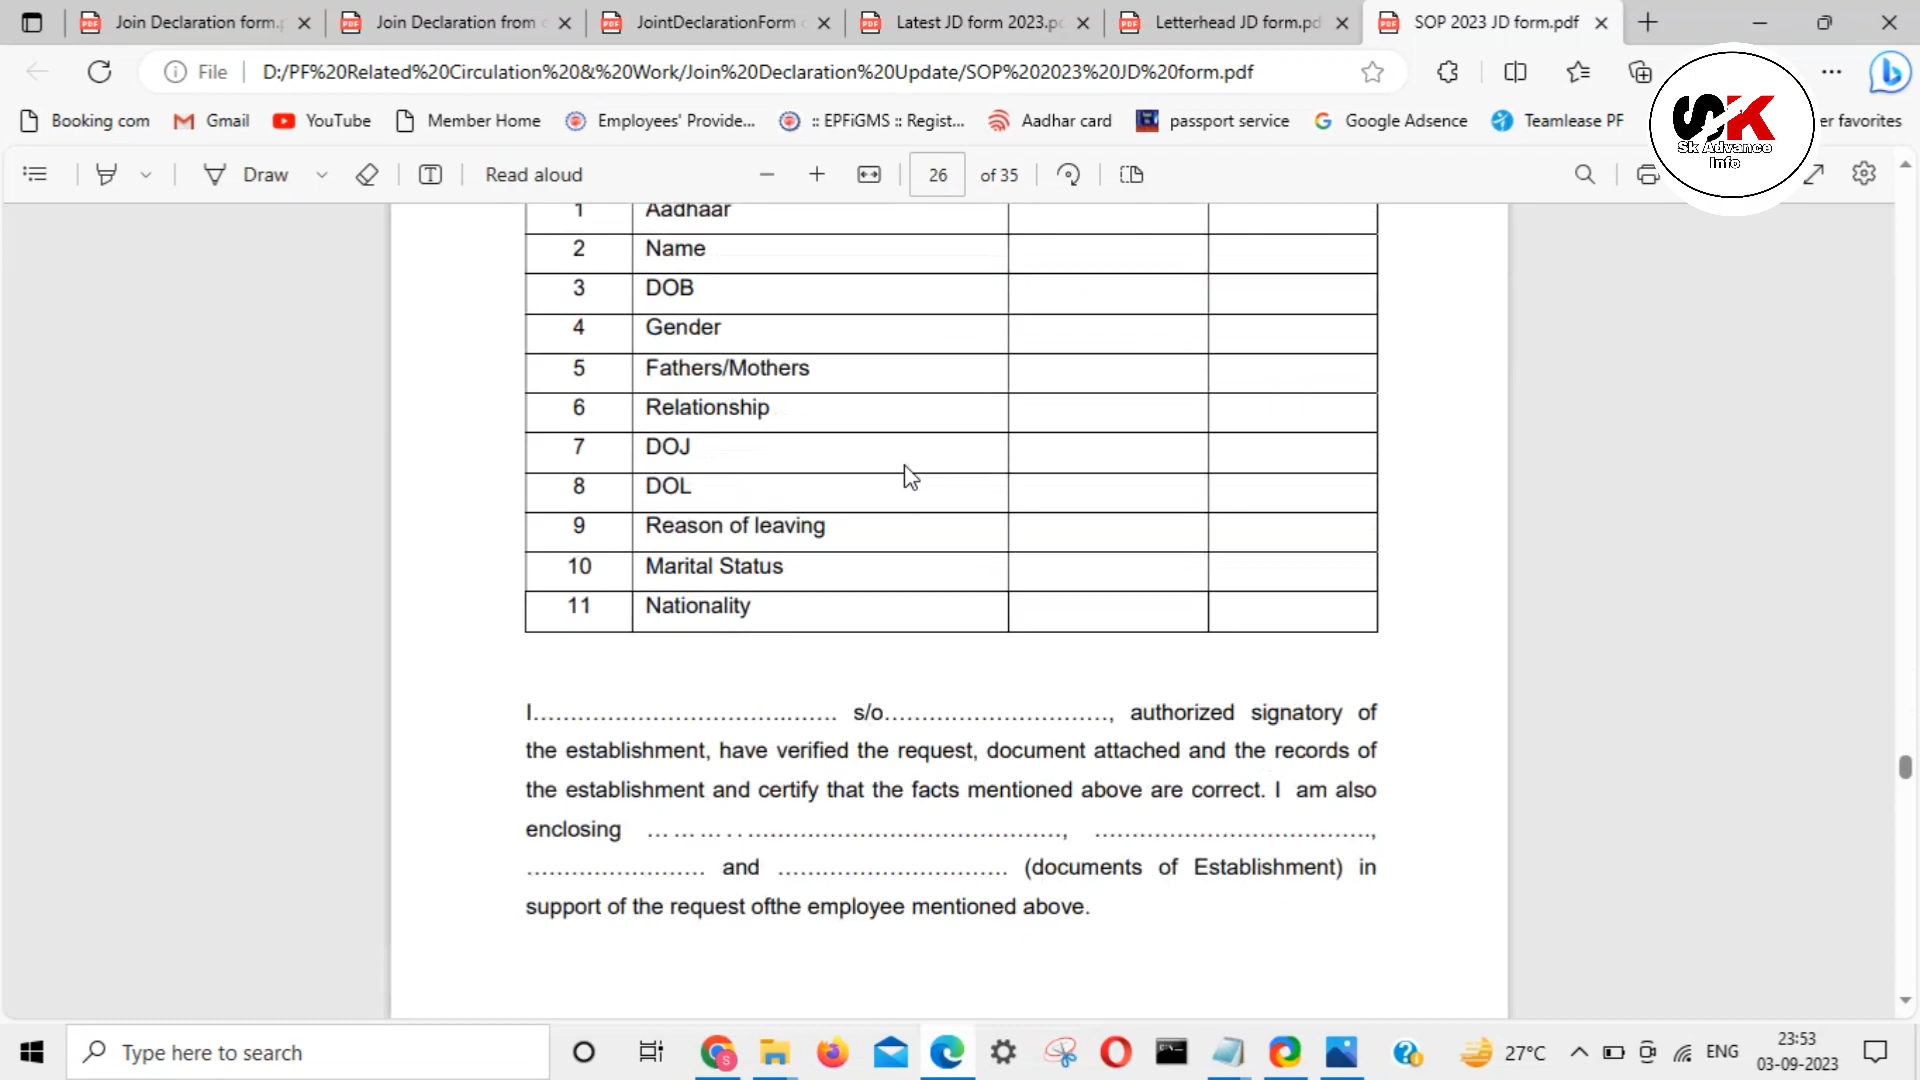 Join Declaration form.p
Join Declaration from
JointDeclarationForm
Latest JD form 2023.p
Letterhead JD form.pd
SOP 2023 JD form.pdf
File
D:/PF%20Related%20Circulation%20&%20Work/Join%20Declaration%20Update/SOP%202023%20JD%20form.pdf
Booking com
Gmail
YouTube
Member Home
Employees' Provide...
:: EPFiGMS :: Regist...
Aadhar card
passport service
Google Adsence
Teamlease PF
er favorites
SK
Sk Advance
Info
Draw
Read aloud
26
of 35
1 Aadhaar
2 Name
3 DOB
4 Gender
5 Fathers/Mothers
6 Relationship
7 DOJ
8 DOL
9 Reason of leaving
10 Marital Status
11 Nationality
I……………………………..…… s/o…………………………, authorized signatory of
the establishment, have verified the request, document attached and the records of
the establishment and certify that the facts mentioned above are correct. I am also
enclosing ………..……………………………………, ……………………………….,
…………………… and …………………………. (documents of Establishment) in
support of the request ofthe employee mentioned above.
Type here to search
27°C
ENG
23:53
03-09-2023